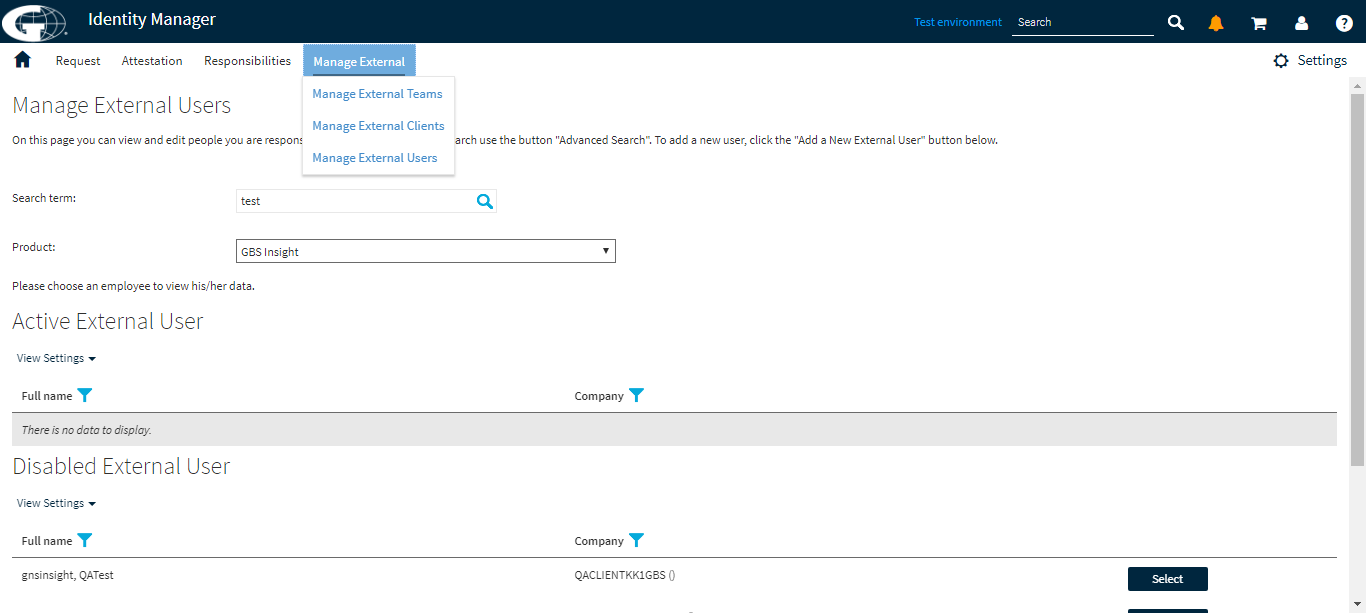 Identity Manager
Test environment
Search
Request
Attestation
Responsibilities
Manage External
Settings
Manage External Teams
Manage External Clients
Manage External Users
Manage External Users
On this page you can view and edit people you are respons arch use the button "Advanced Search". To add a new user, click the "Add a New External User" button below.
Search term:
test
Product:
GBS Insight
Please choose an employee to view his/her data.
Active External User
View Settings
Full name
Company
There is no data to display.
Disabled External User
View Settings
Full name
Company
gnsinsight, QATest
QACLIENTKK1GBS ()
Select